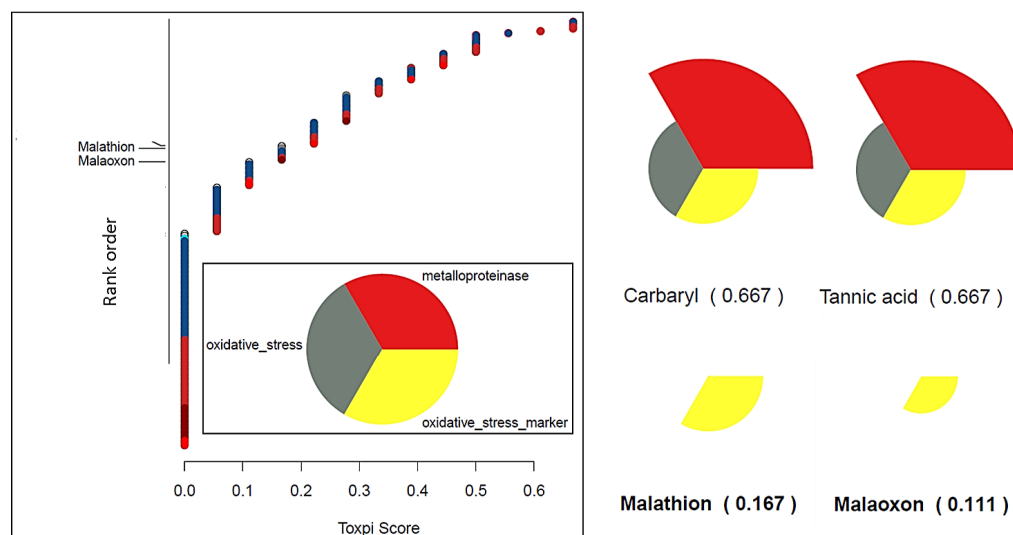 Malathion
Malaoxon
Rank order
metalloproteinase
oxidative_stress
oxidative_stress_marker
0.0 0.1 0.2 0.3 0.4 0.5 0.6
Toxpi Score
Carbaryl ( 0.667) Tannic acid ( 0.667)
Malathion ( 0.167) Malaoxon ( 0.111)